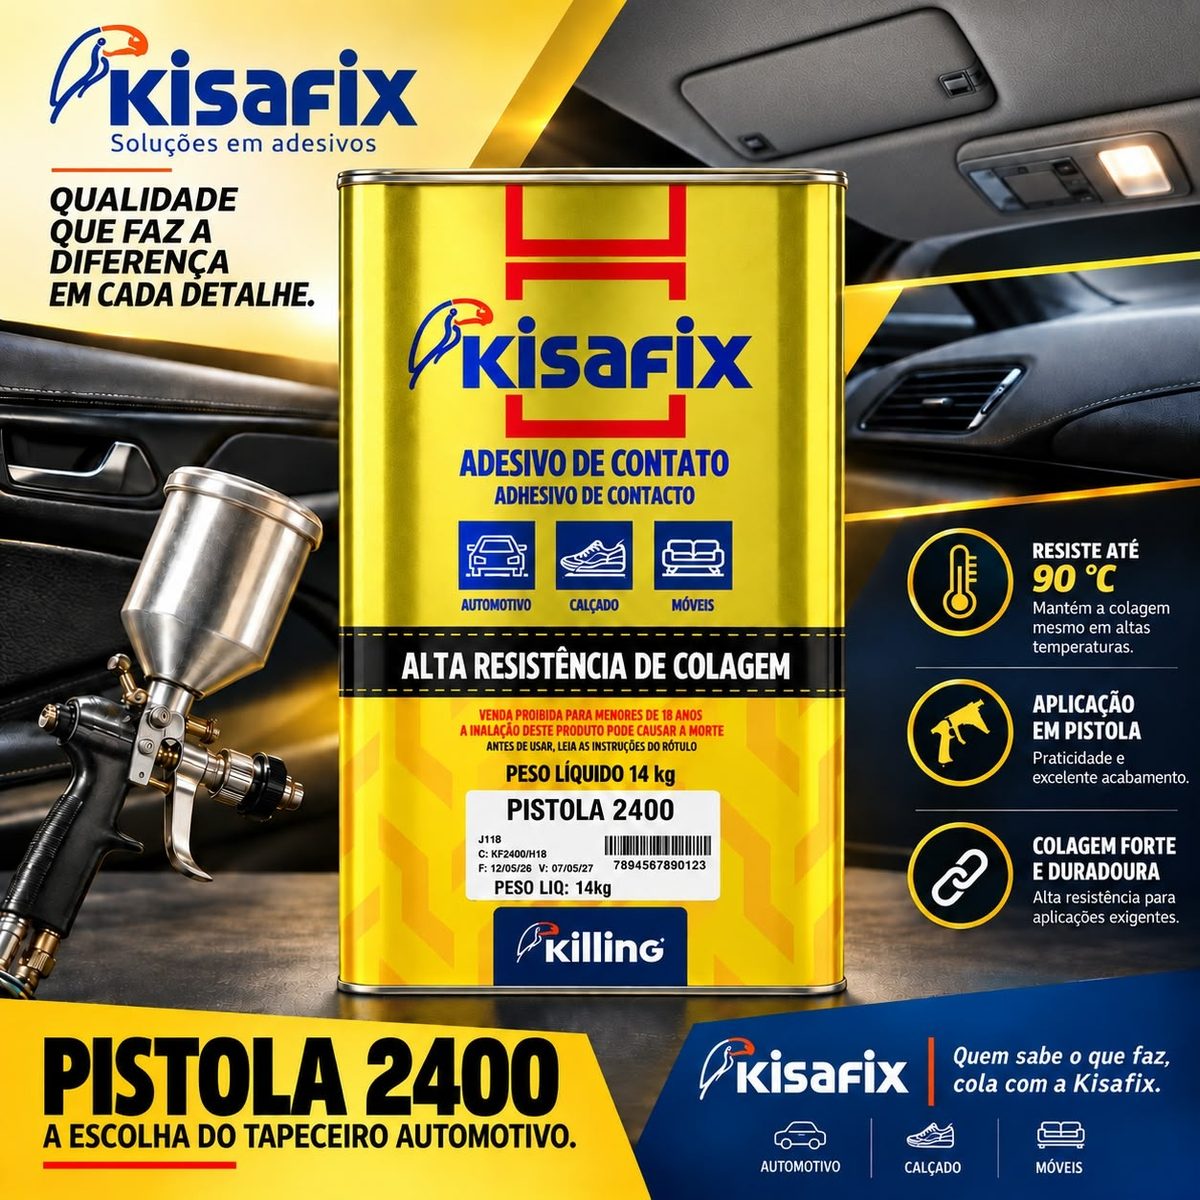 Kisafix
Soluções em adesivos
QUALIDADE
QUE FAZ A
DIFERENÇA
EM CADA DETALHE.
Kisafix
ADESIVO DE CONTATO
ADHESIVO DE CONTACTO
AUTOMOTIVO CALÇADO MÓVEIS
ALTA RESISTÊNCIA DE COLAGEM
VENDA PROIBIDA PARA MENORES DE 18 ANOS
A INALAÇÃO DESTE PRODUTO PODE CAUSAR A MORTE
ANTES DE USAR, LEIA AS INSTRUÇÕES DO RÓTULO
PESO LÍQUIDO 14 kg
PISTOLA 2400
J118
C: KF2400/H18
F: 12/05/26 V: 07/05/27
7894567890123
PESO LIQ: 14kg
Killing
RESISTE ATÉ
90 °C
Mantém a colagem
mesmo em altas
temperaturas.
APLICAÇÃO
EM PISTOLA
Praticidade e
excelente acabamento.
COLAGEM FORTE
E DURADOURA
Alta resistência para
aplicações exigentes.
PISTOLA 2400
A ESCOLHA DO TAPECEIRO AUTOMOTIVO.
Kisafix
Quem sabe o que faz,
cola com a Kisafix.
AUTOMOTIVO CALÇADO MÓVEIS